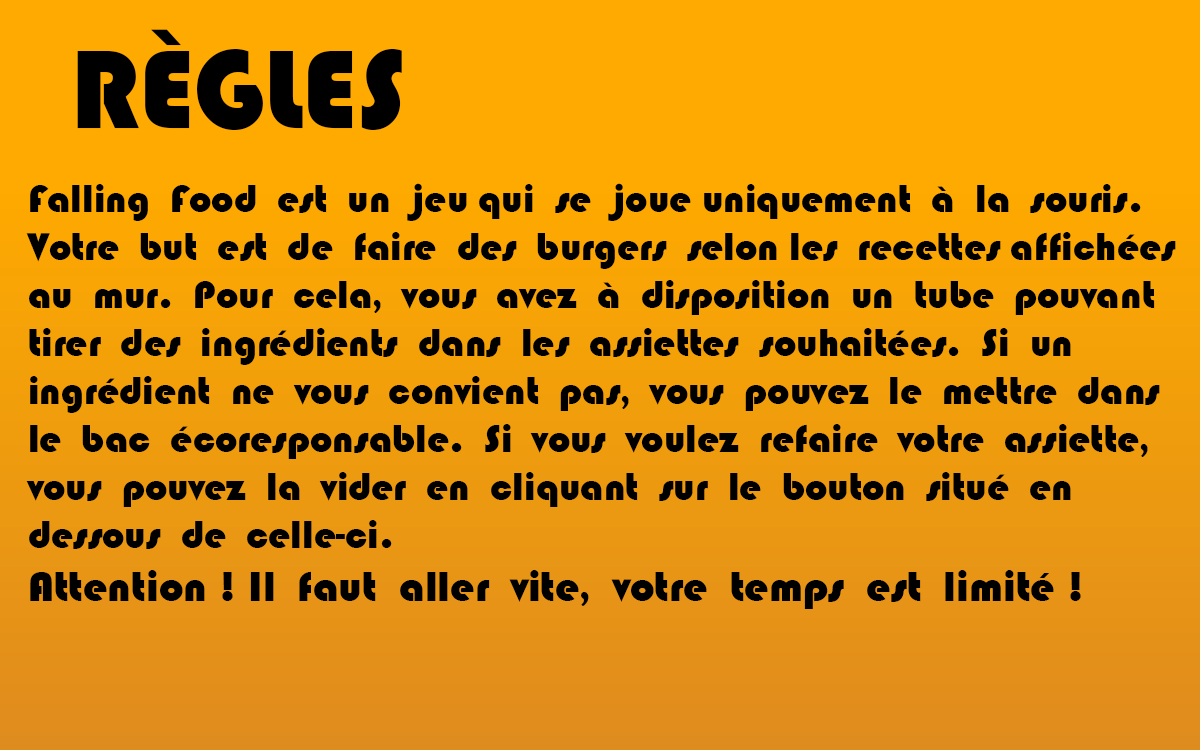 RÈGLES
Falling Food est un jeu qui se joue uniquement à la souris.
Votre but est de faire des burgers selon les recettes affichées
au mur. Pour cela, vous avez à disposition un tube pouvant
tirer des ingrédients dans les assiettes souhaitées. Si un
ingrédient ne vous convient pas, vous pouvez le mettre dans
le bac écoresponsable. Si vous voulez refaire votre assiette,
vous pouvez la vider en cliquant sur le bouton situé en
dessous de celle-ci.
Attention ! Il faut aller vite, votre temps est limité !